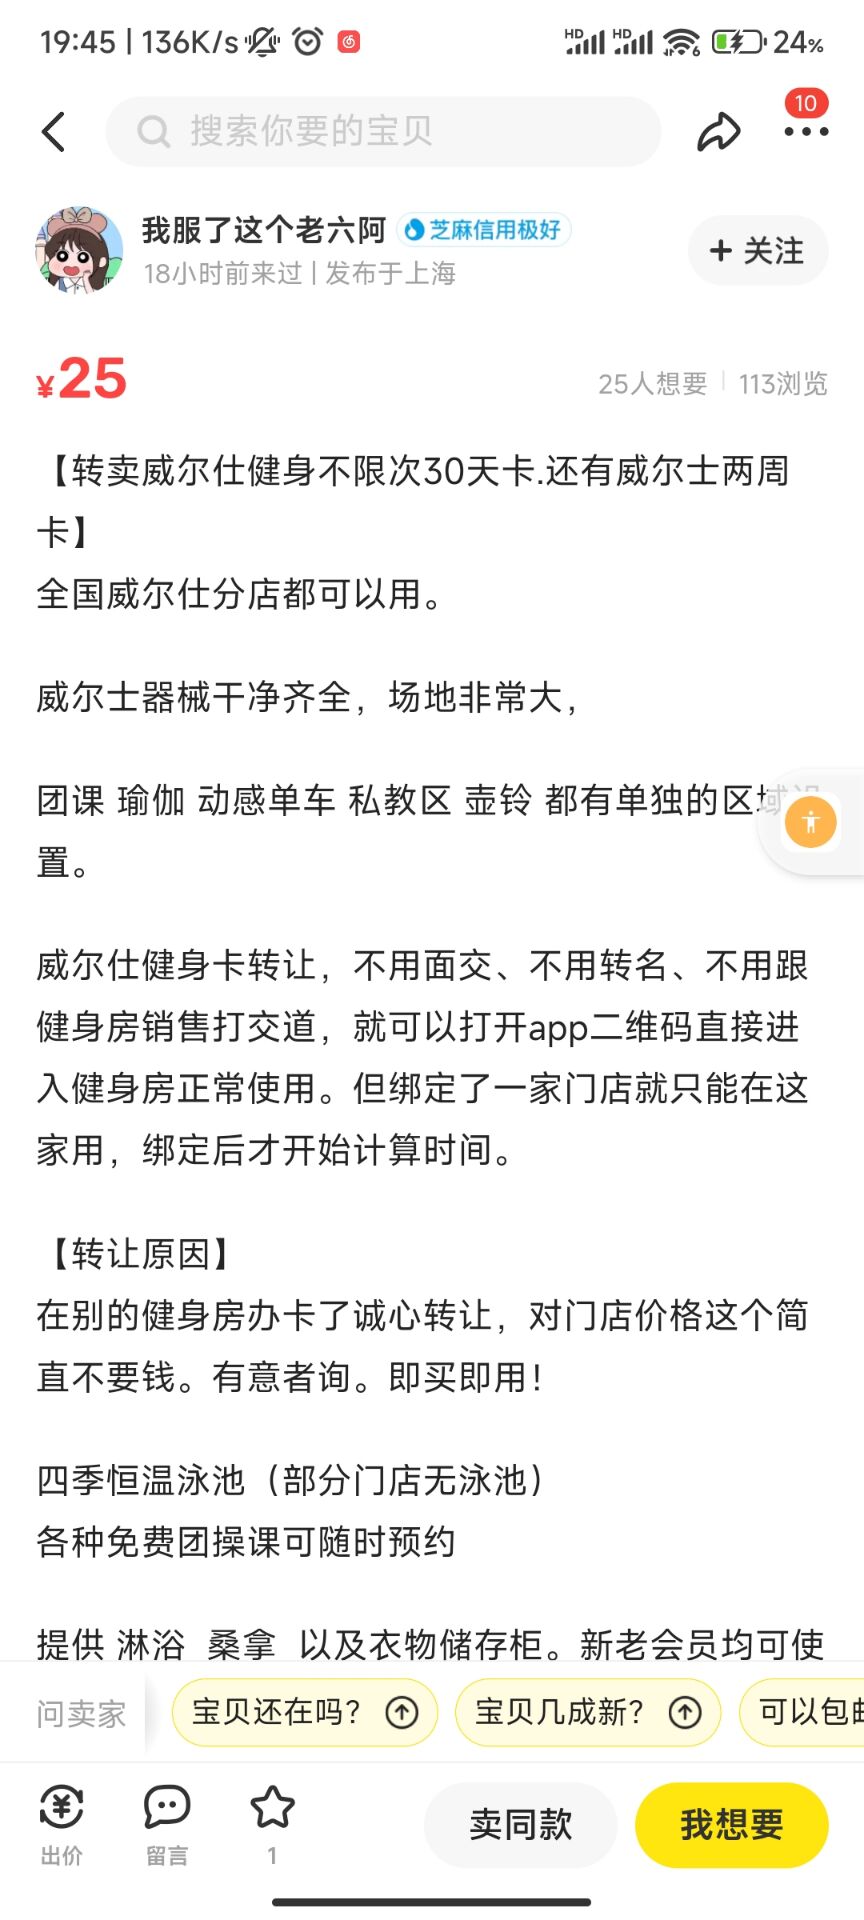 19:45 | 136K/s HD HD 6 24%
搜索你要的宝贝
10
我服了这个老六阿 芝麻信用极好
18小时前来过 | 发布于上海
+ 关注
¥25
25人想要 | 113浏览
【转卖威尔仕健身不限次30天卡.还有威尔士两周
卡】
全国威尔仕分店都可以用。
威尔士器械干净齐全，场地非常大，
团课 瑜伽 动感单车 私教区 壶铃 都有单独的区域设
置。
威尔仕健身卡转让，不用面交、不用转名、不用跟
健身房销售打交道，就可以打开app二维码直接进
入健身房正常使用。但绑定了一家门店就只能在这
家用，绑定后才开始计算时间。
【转让原因】
在别的健身房办卡了诚心转让，对门店价格这个简
直不要钱。有意者询。即买即用！
四季恒温泳池（部分门店无泳池）
各种免费团操课可随时预约
提供 淋浴 桑拿 以及衣物储存柜。新老会员均可使
问卖家 宝贝还在吗？ 宝贝几成新？ 可以包邮
出价 留言 1 卖同款 我想要